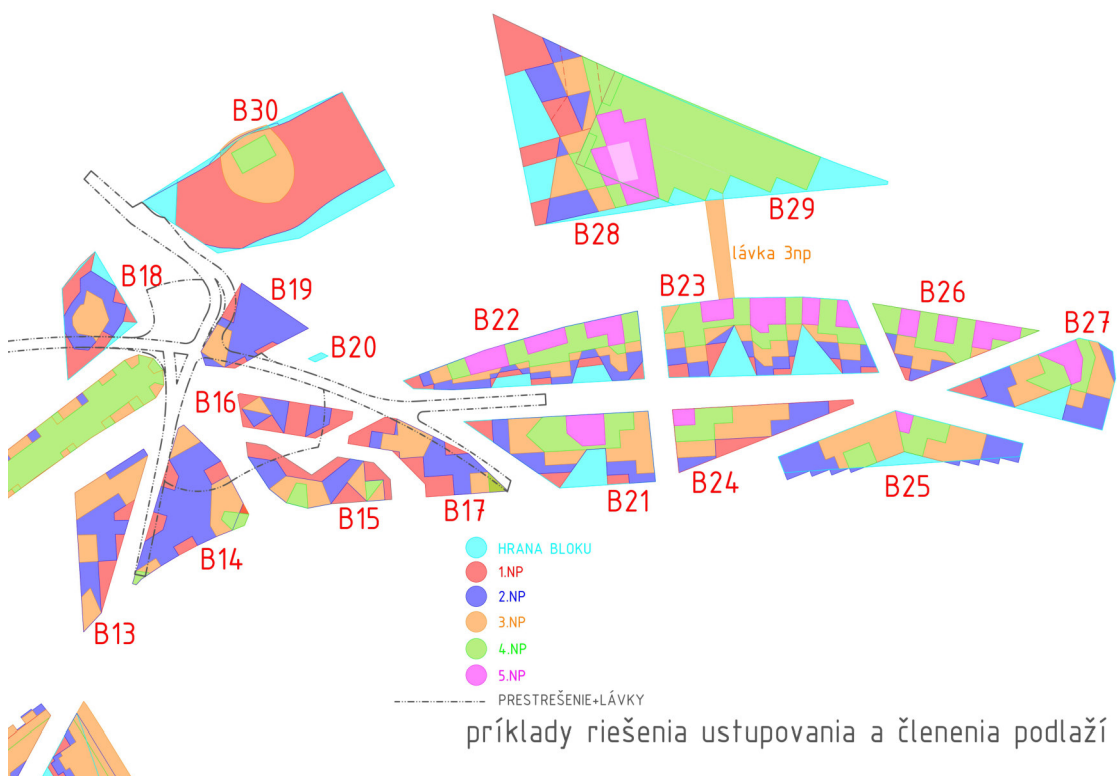 B30
B29
B28
lávka 3np
B18
B19
B23
B26
B22
B27
B20
B16
B21
B24
B25
B15
B17
B14
B13
HRANA BLOKU
1.NP
2.NP
3.NP
4.NP
5.NP
PRESTREŠENIE+LÁVKY
príklady riešenia ustupovania a členenia podlaží